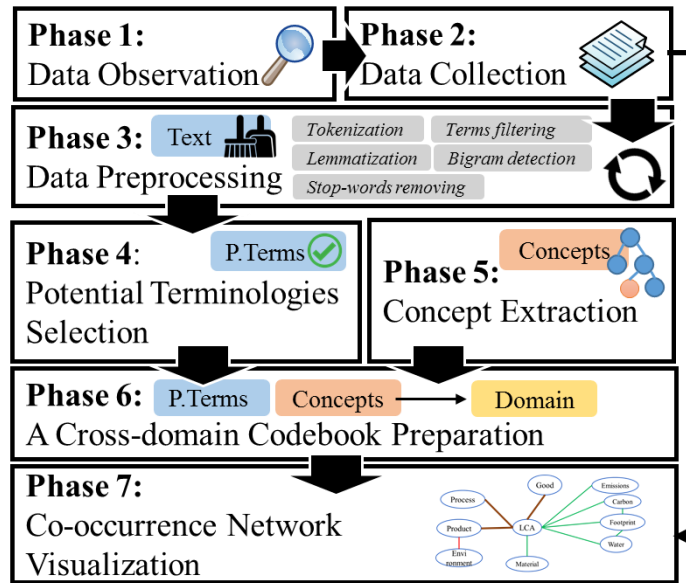 Phase 1:
Data Observation
Phase 2:
Data Collection
Phase 3:
Data Preprocessing
Text
Tokenization
Terms filtering
Lemmatization
Bigram detection
Stop-words removing
Phase 4:
Potential Terminologies
Selection
P.Terms
Phase 5:
Concept Extraction
Concepts
Phase 6:
P.Terms
Concepts
Domain
A Cross-domain Codebook Preparation
Phase 7:
Co-occurrence Network
Visualization
Good
Emissions
Process
Carbon
Product
LCA
Footprint
Envi
ronment
Water
Material